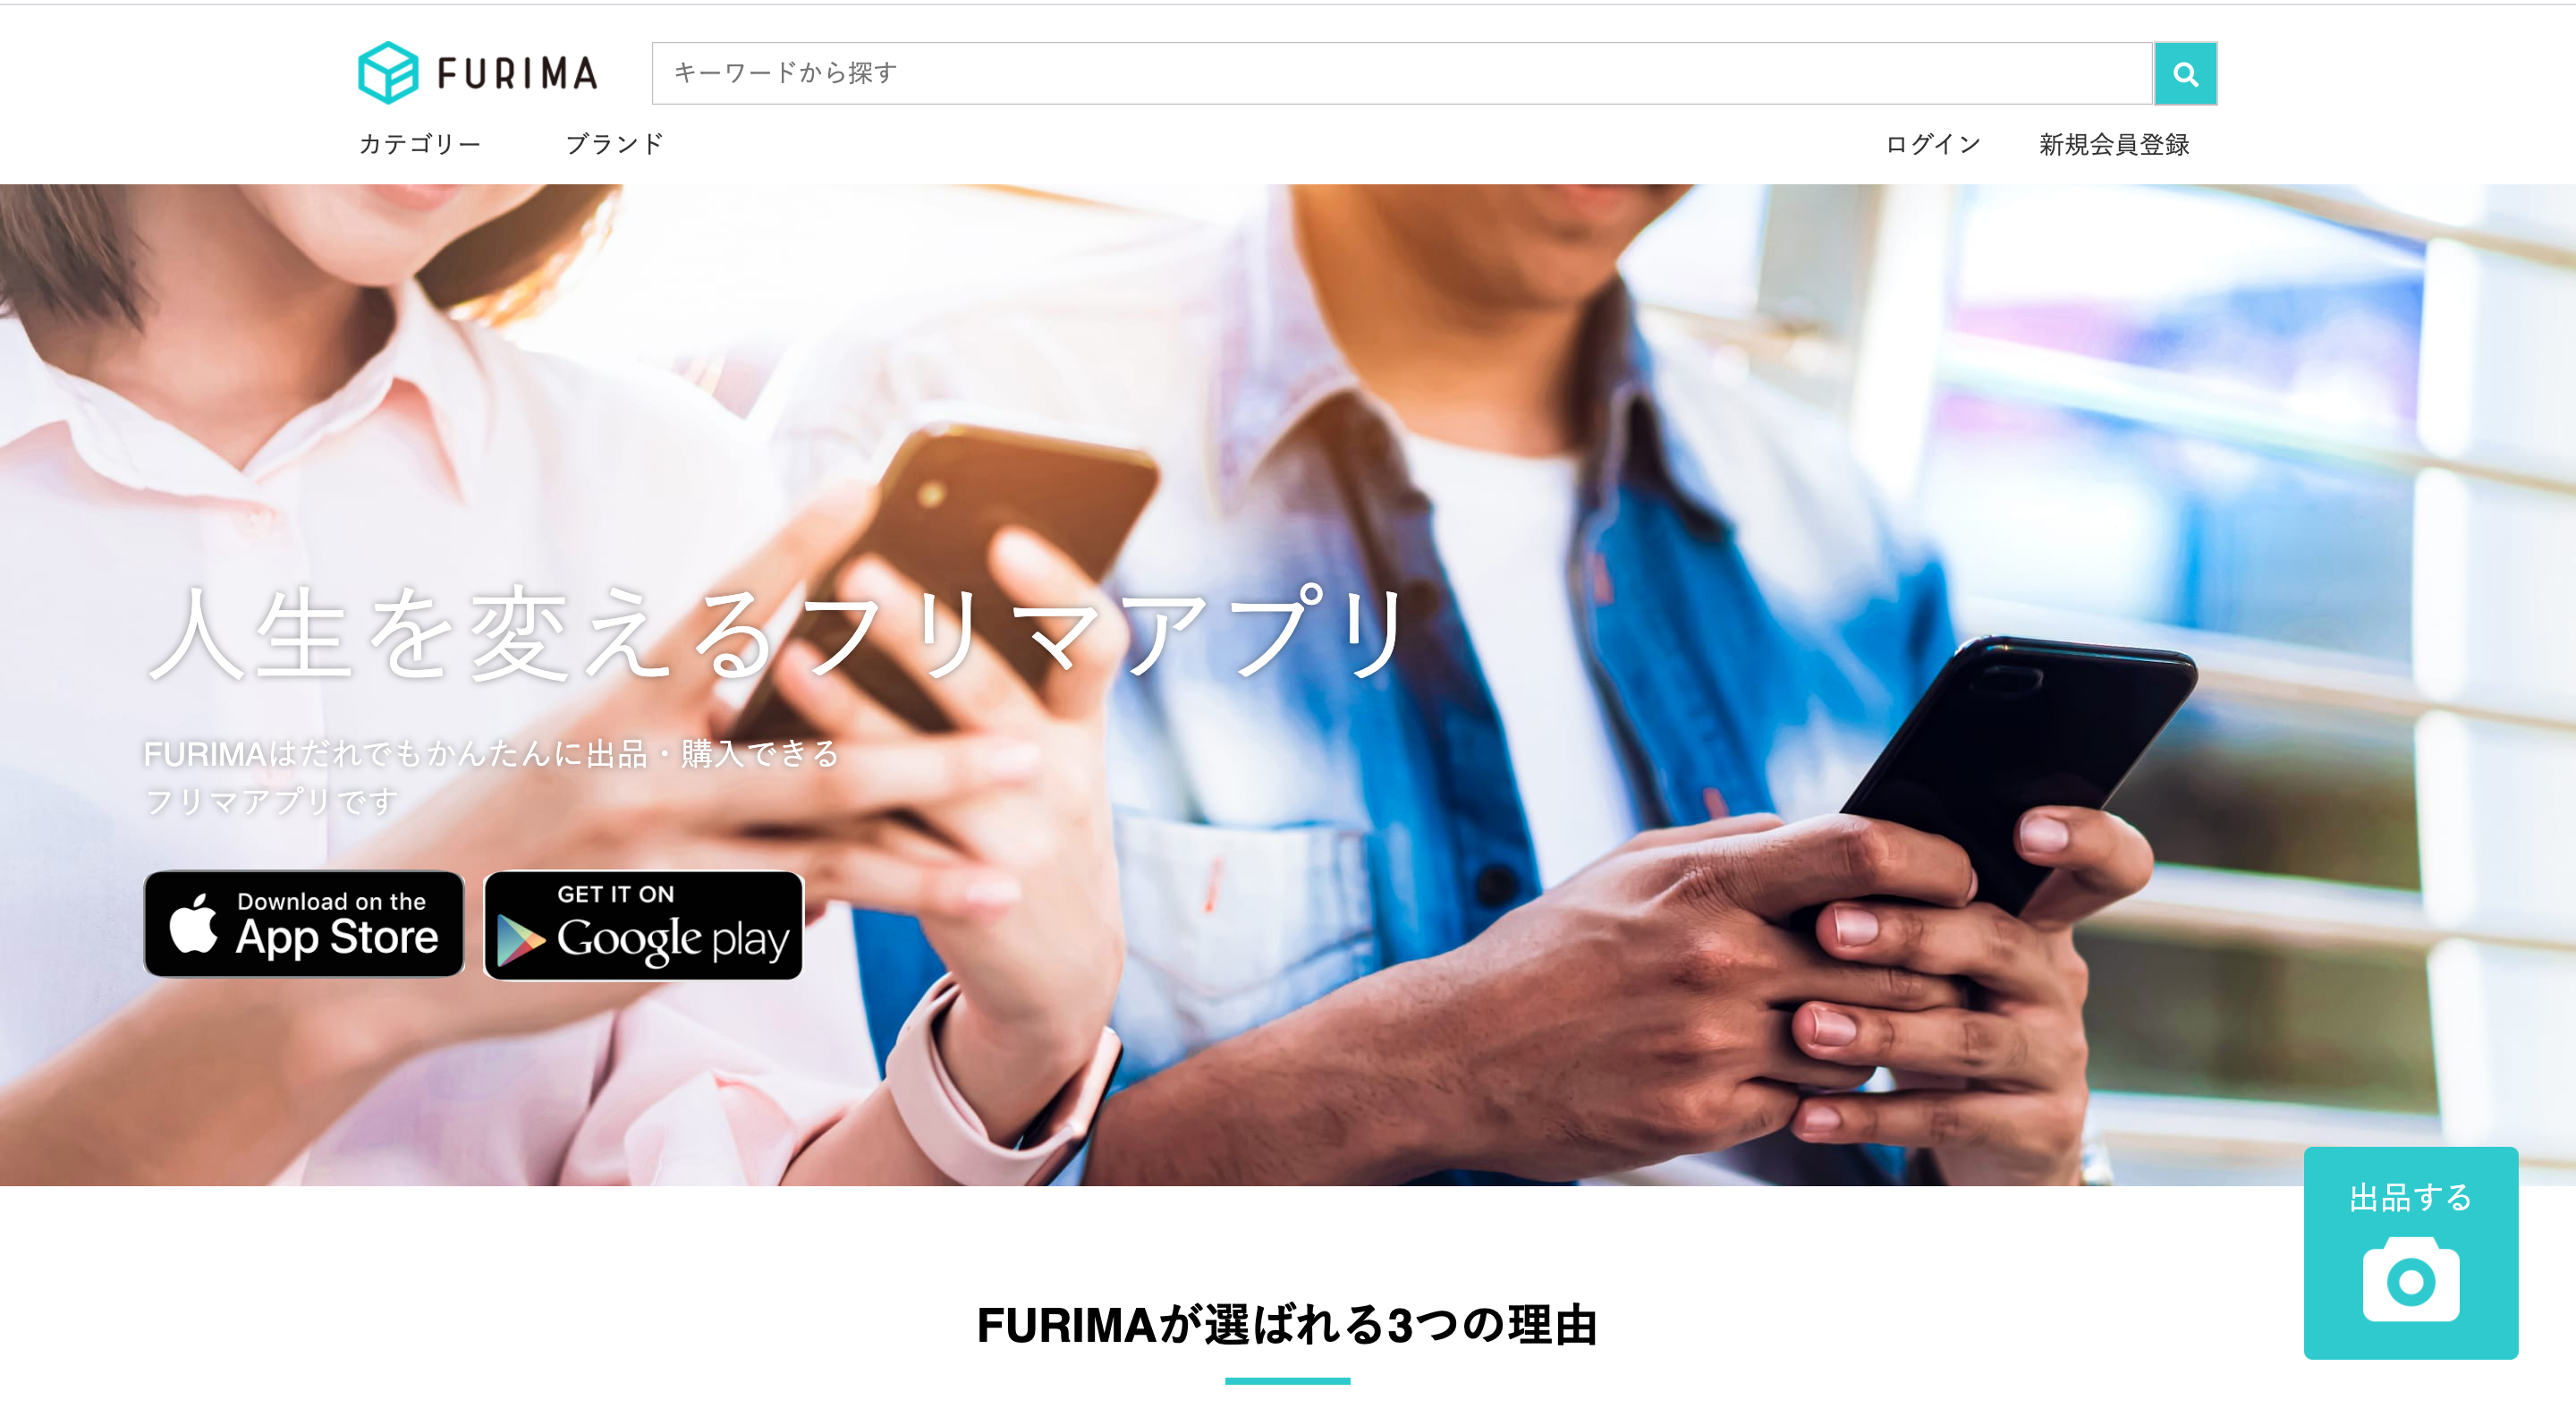 FURIMA
キーワードから探す
カテゴリー
ブランド
ログイン
新規会員登録
人生を変えるフリマアプリ
FURIMAはだれでもかんたんに出品・購入できる
フリマアプリです
Download on the
App Store
GET IT ON
Google play
出品する
FURIMAが選ばれる3つの理由